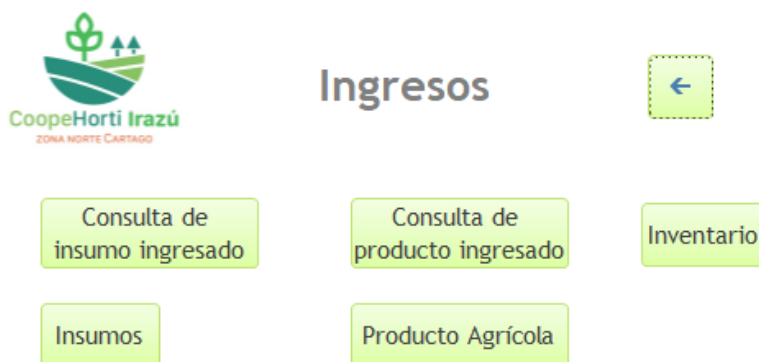 CoopeHorti Irazú
ZONA NORTE CARTAGO
Ingresos
←
Consulta de
insumo ingresado
Consulta de
producto ingresado
Inventario
Insumos
Producto Agrícola